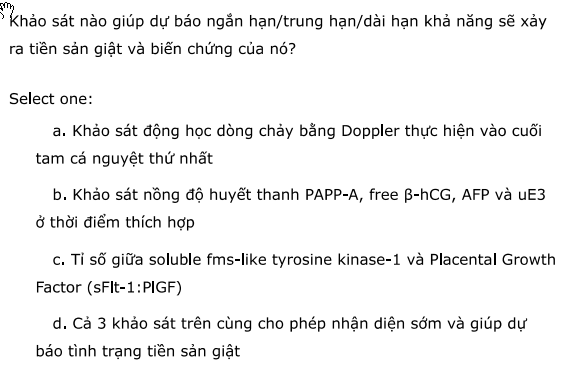 Khảo sát nào giúp dự báo ngắn hạn/trung hạn/dài hạn khả năng sẽ xảy
ra tiền sản giật và biến chứng của nó?
Select one:
a. Khảo sát động học dòng chảy bằng Doppler thực hiện vào cuối
tam cá nguyệt thứ nhất
b. Khảo sát nồng độ huyết thanh PAPP-A, free β-hCG, AFP và uE3
ở thời điểm thích hợp
c. Tỉ số giữa soluble fms-like tyrosine kinase-1 và Placental Growth
Factor (sFlt-1:PlGF)
d. Cả 3 khảo sát trên cùng cho phép nhận diện sớm và giúp dự
báo tình trạng tiền sản giật